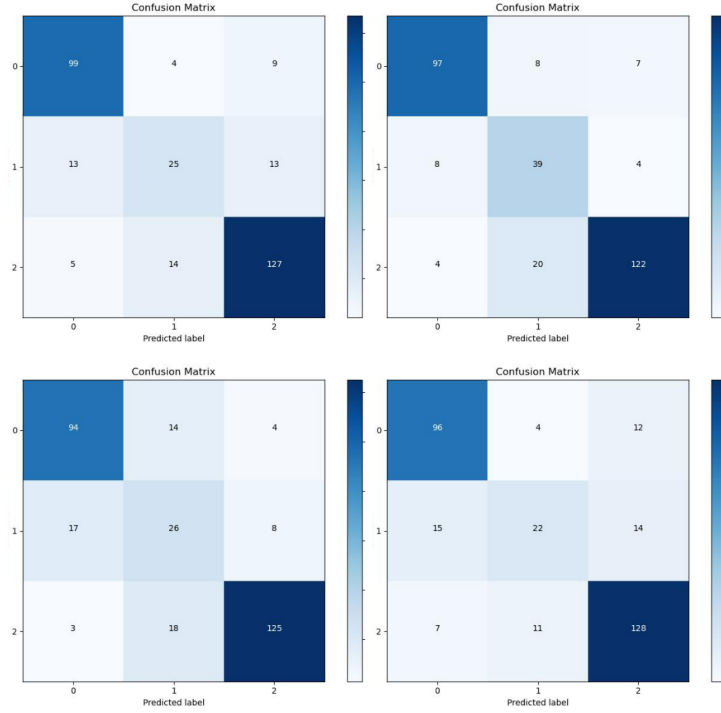 Confusion Matrix
0 99 4 9
1 13 25 13
2 5 14 127
0 1 2
Predicted label
Confusion Matrix
0 97 8 7
1 8 39 4
2 4 20 122
0 1 2
Predicted label
Confusion Matrix
0 94 14 4
1 17 26 8
2 3 18 125
0 1 2
Predicted label
Confusion Matrix
0 96 4 12
1 15 22 14
2 7 11 128
0 1 2
Predicted label